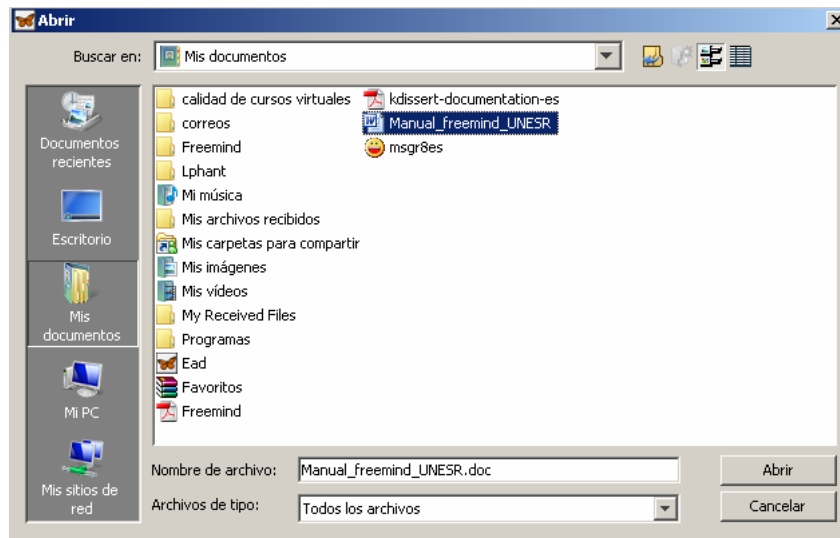 Abrir
Buscar en:
Mis documentos
Documentos
recientes
Escritorio
Mis
documentos
Mi PC
Mis sitios de
red
calidad de cursos virtuales
correos
Freemind
Lphant
Mi música
Mis archivos recibidos
Mis carpetas para compartir
Mis imágenes
Mis vídeos
My Received Files
Programas
Ead
Favoritos
Freemind
kdissert-documentation-es
Manual_freemind_UNESR
msgr8es
Nombre de archivo:
Manual_freemind_UNESR.doc
Abrir
Archivos de tipo:
Todos los archivos
Cancelar